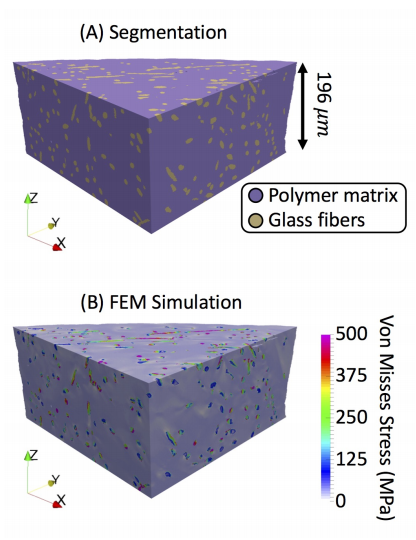 (A) Segmentation
196 µm
Polymer matrix
Glass fibers
Z
Y
X
(B) FEM Simulation
Von Misses Stress (MPa)
500
375
250
125
0
Z
Y
X